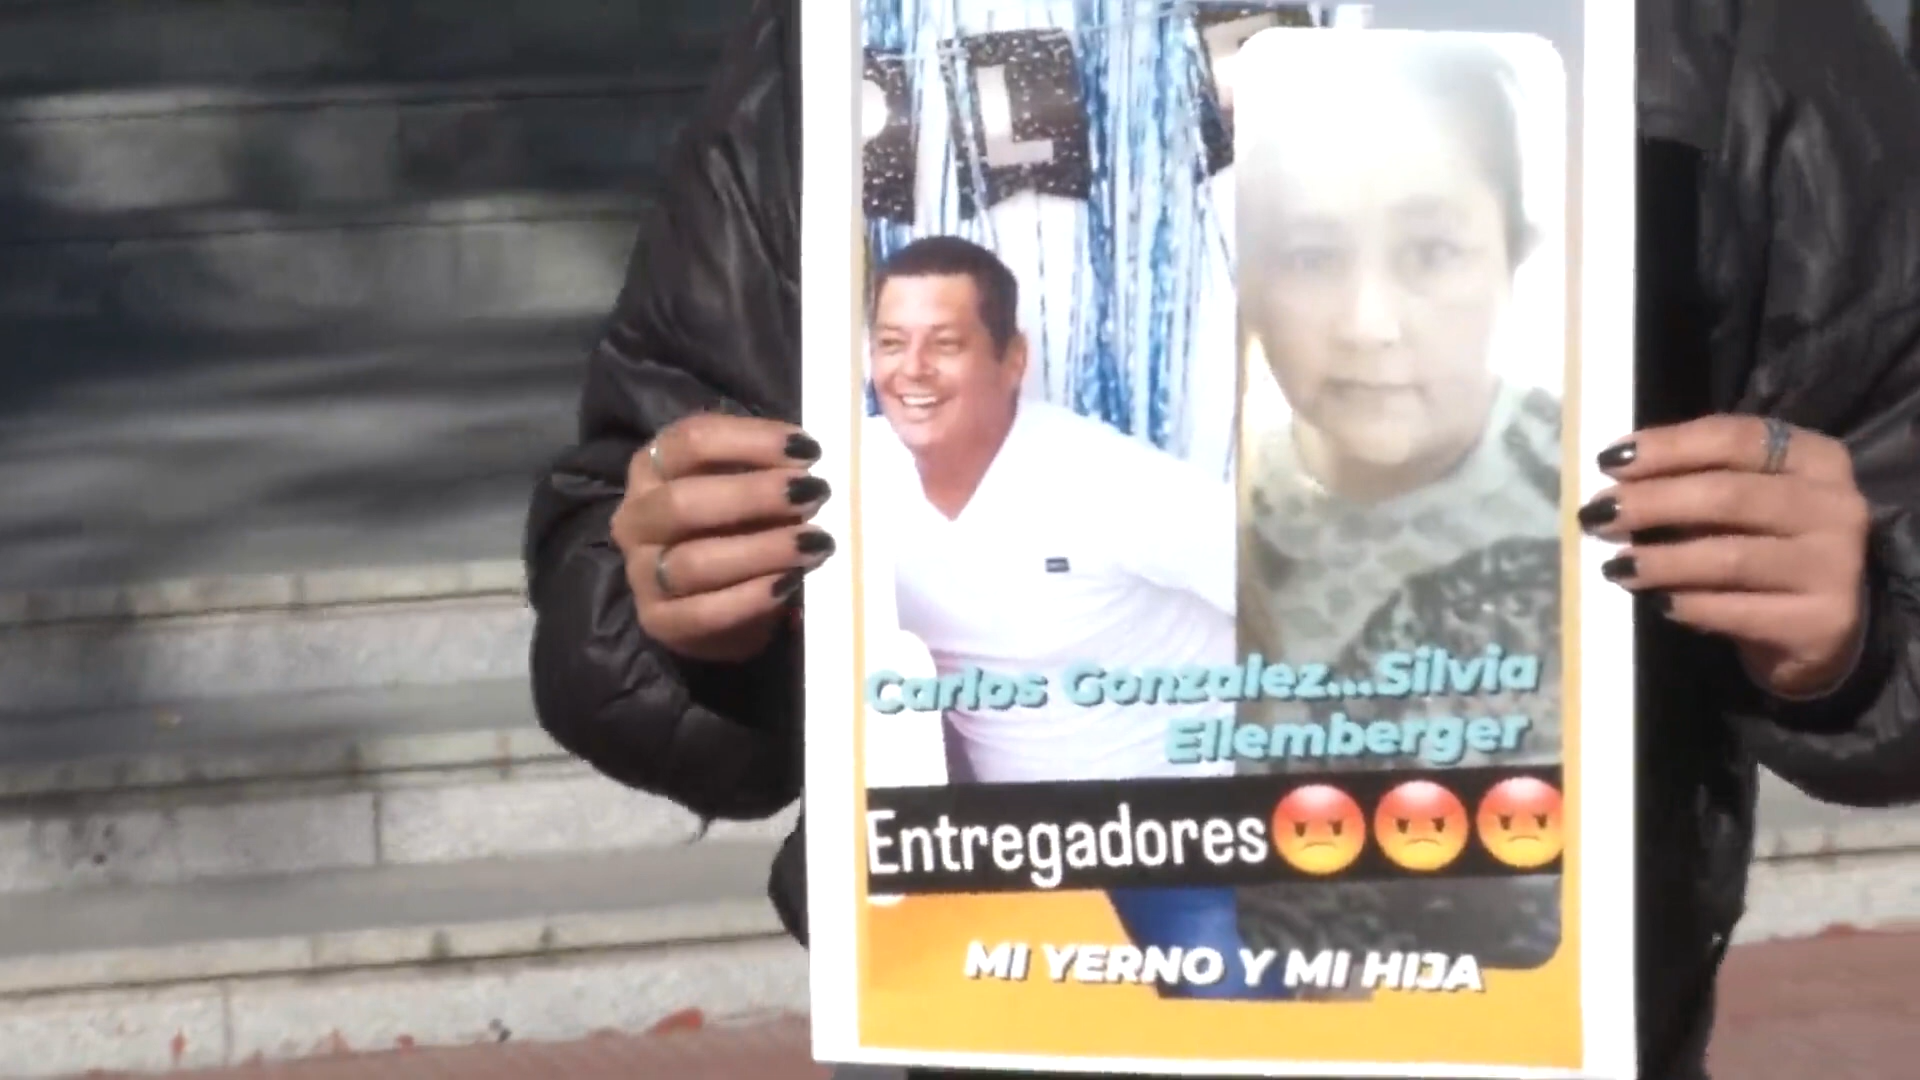 Carlos Gonzalez...Silvia
Ellemberger
Entregadores
MI YERNO Y MI HIJA